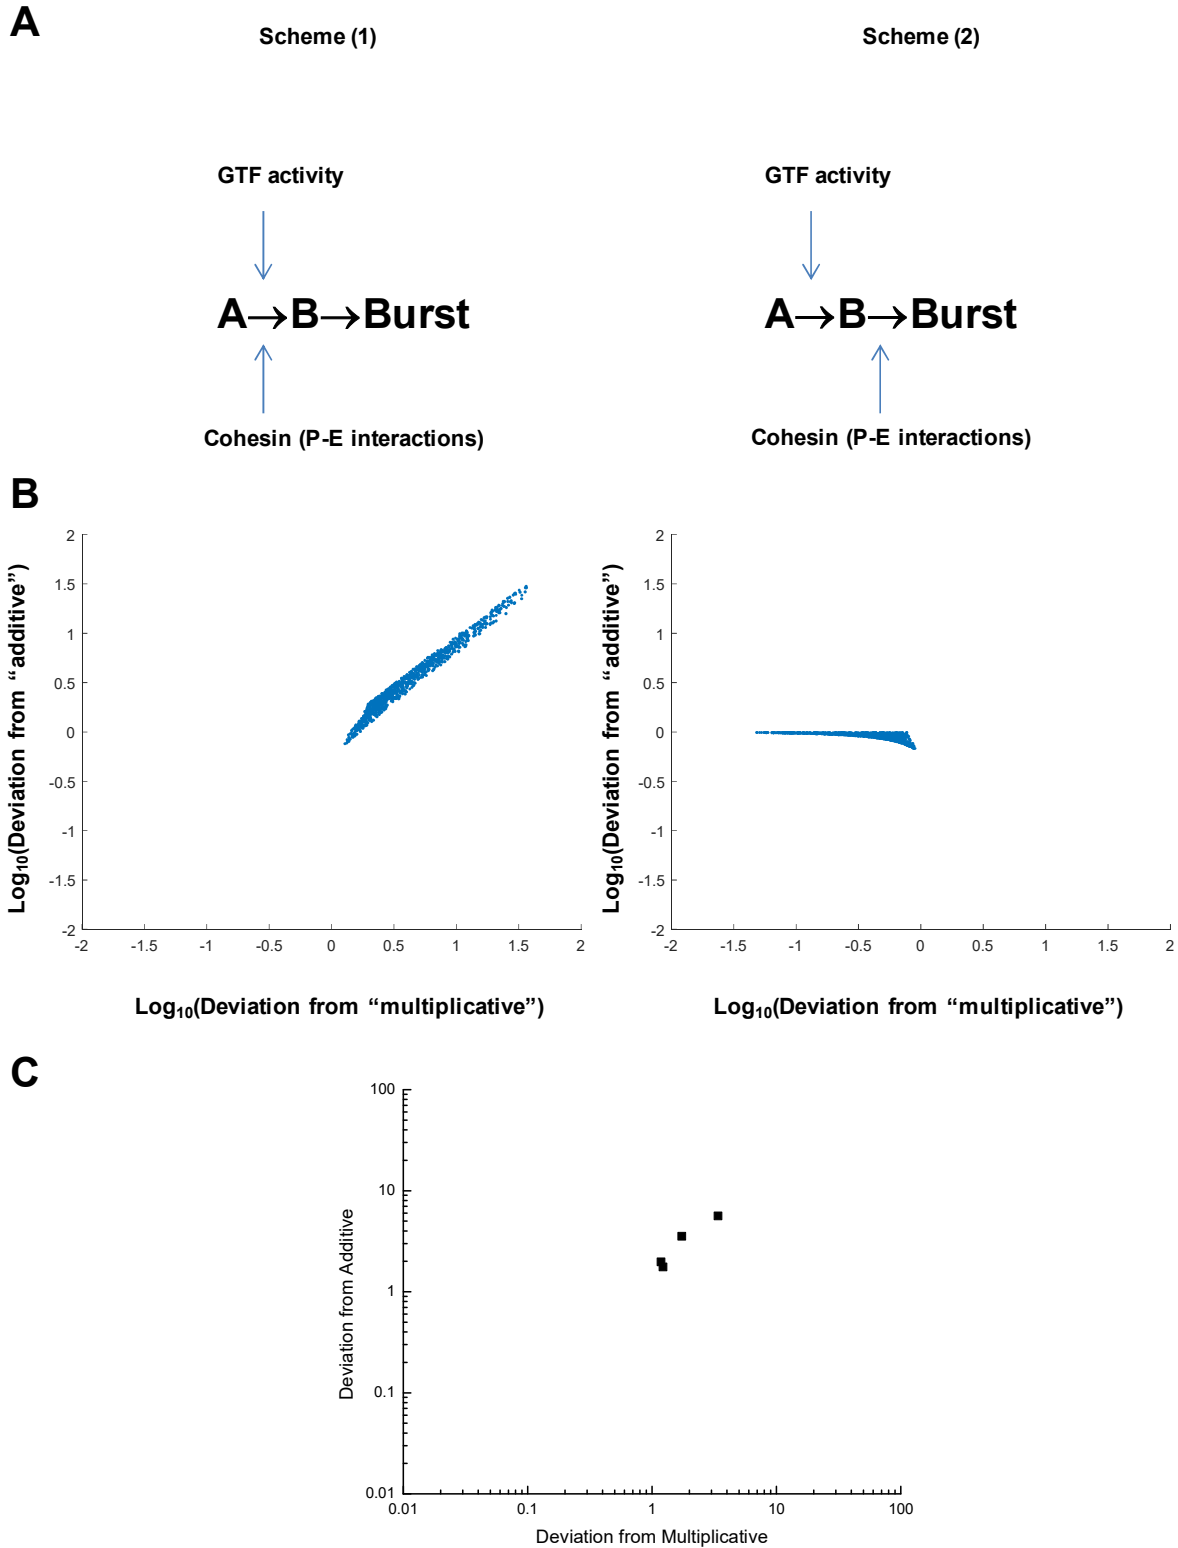 A
Scheme (1)
Scheme (2)
GTF activity
GTF activity
A→B→Burst
A→B→Burst
Cohesin (P-E interactions)
Cohesin (P-E interactions)
B
Log10(Deviation from “additive”)
2
1.5
1
0.5
0
-0.5
-1
-1.5
-2
-2 -1.5 -1 -0.5 0 0.5 1 1.5 2
Log10(Deviation from “multiplicative”)
Log10(Deviation from “additive”)
2
1.5
1
0.5
0
-0.5
-1
-1.5
-2
-2 -1.5 -1 -0.5 0 0.5 1 1.5 2
Log10(Deviation from “multiplicative”)
C
Deviation from Additive
100
10
1
0.1
0.01
0.01 0.1 1 10 100
Deviation from Multiplicative